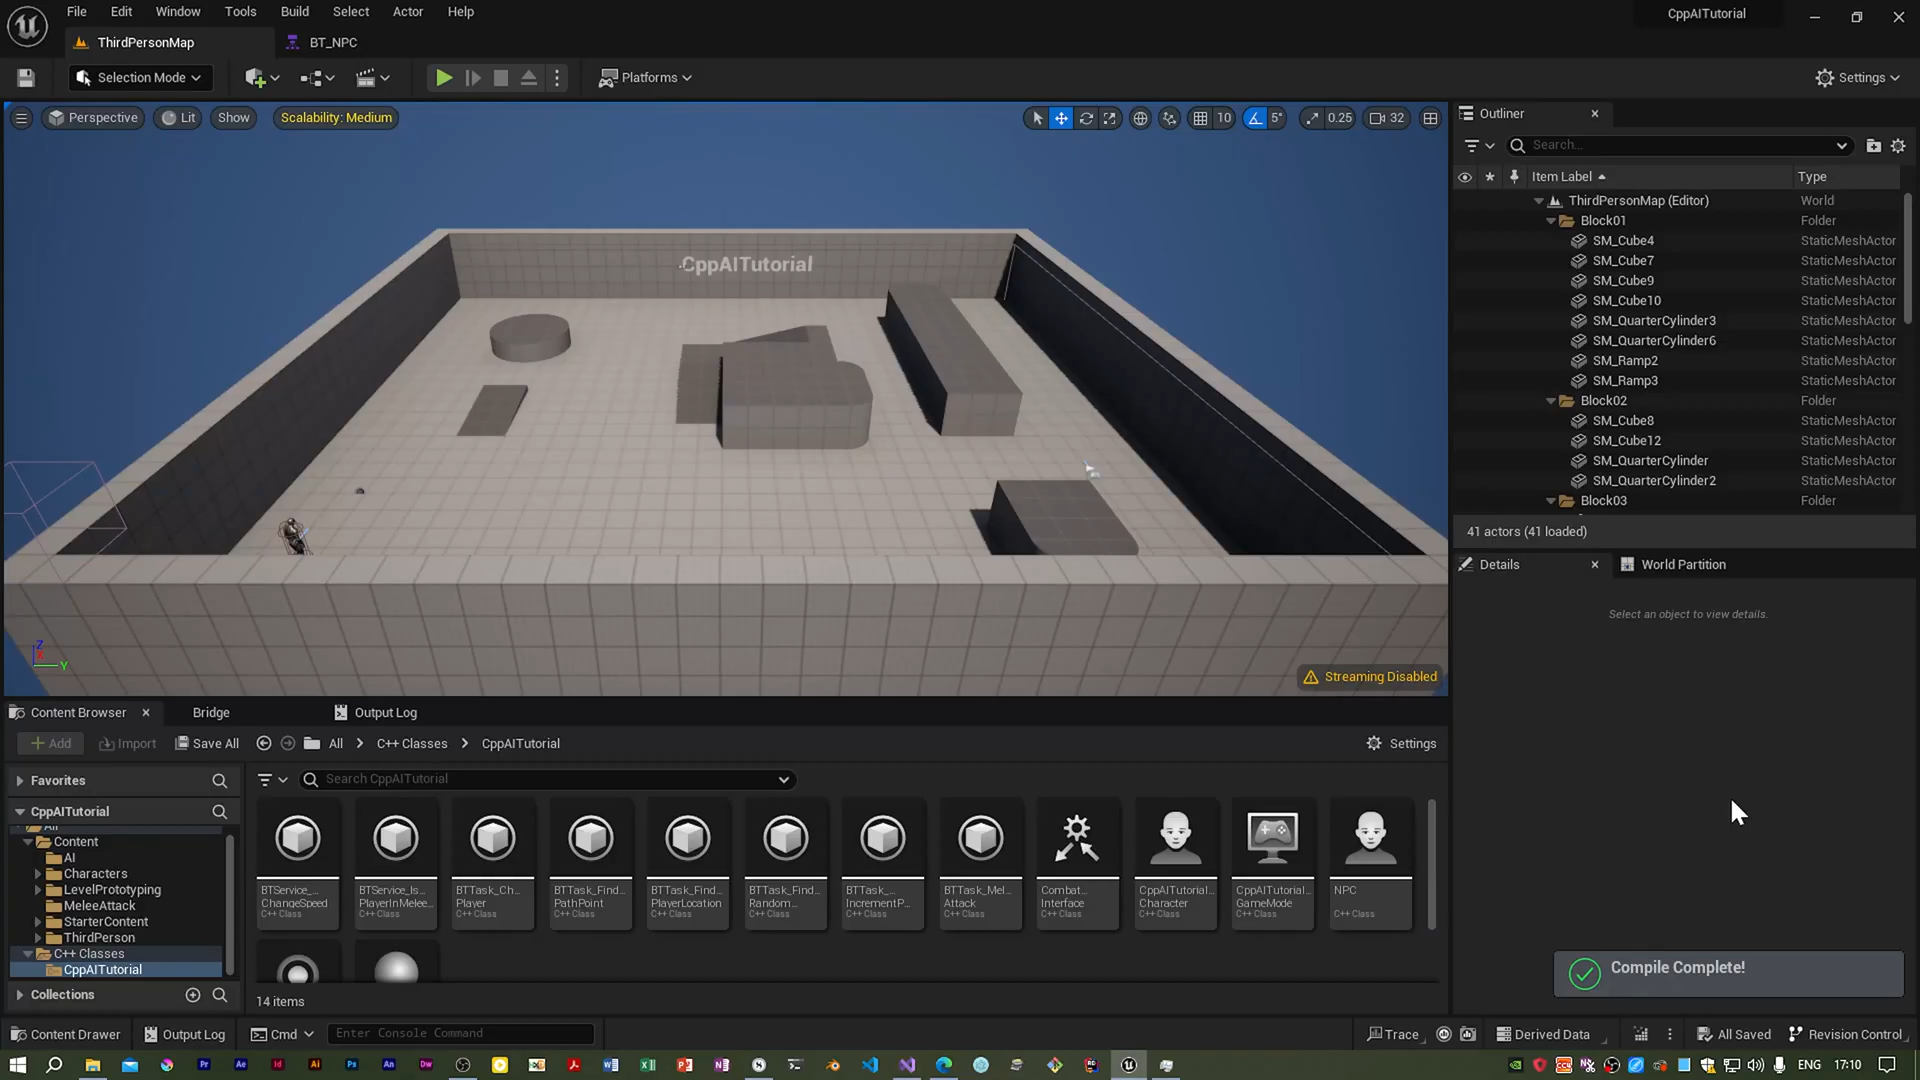 File Edit Window Tools Build Select Actor Help
CppAITutorial
ThirdPersonMap
BT_NPC
Selection Mode
Platforms
Settings
Perspective
Lit
Show
Scalability: Medium
10
5°
0.25
32
CppAITutorial
Streaming Disabled
Outliner
Search...
Item Label
Type
ThirdPersonMap (Editor) World
Block01 Folder
SM_Cube4 StaticMeshActor
SM_Cube7 StaticMeshActor
SM_Cube9 StaticMeshActor
SM_Cube10 StaticMeshActor
SM_QuarterCylinder3 StaticMeshActor
SM_QuarterCylinder6 StaticMeshActor
SM_Ramp2 StaticMeshActor
SM_Ramp3 StaticMeshActor
Block02 Folder
SM_Cube8 StaticMeshActor
SM_Cube12 StaticMeshActor
SM_QuarterCylinder StaticMeshActor
SM_QuarterCylinder2 StaticMeshActor
Block03 Folder
41 actors (41 loaded)
Details
World Partition
Select an object to view details.
Content Browser
Bridge
Output Log
Add
Import
Save All
All
C++ Classes
CppAITutorial
Settings
Favorites
CppAITutorial
All
Content
AI
Characters
LevelPrototyping
MeleeAttack
StarterContent
ThirdPerson
C++ Classes
CppAITutorial
Collections
Search CppAITutorial
BTService_...
ChangeSpeed
C++ Class
BTService_Is...
PlayerInMelee...
C++ Class
BTTask_Ch...
Player
C++ Class
BTTask_Find...
PathPoint
C++ Class
BTTask_Find...
PlayerLocation
C++ Class
BTTask_Find...
Random...
C++ Class
BTTask_...
IncrementP...
C++ Class
BTTask_Mel...
Attack
C++ Class
Combat...
Interface
C++ Class
CppAITutorial...
Character
C++ Class
CppAITutorial...
GameMode
C++ Class
NPC
C++ Class
14 items
Compile Complete!
Content Drawer
Output Log
Cmd
Enter Console Command
Trace
Derived Data
All Saved
Revision Control
Pr
Ae
Id
Ai
Ps
An
Dw
ENG
17:10
X
Z
Y